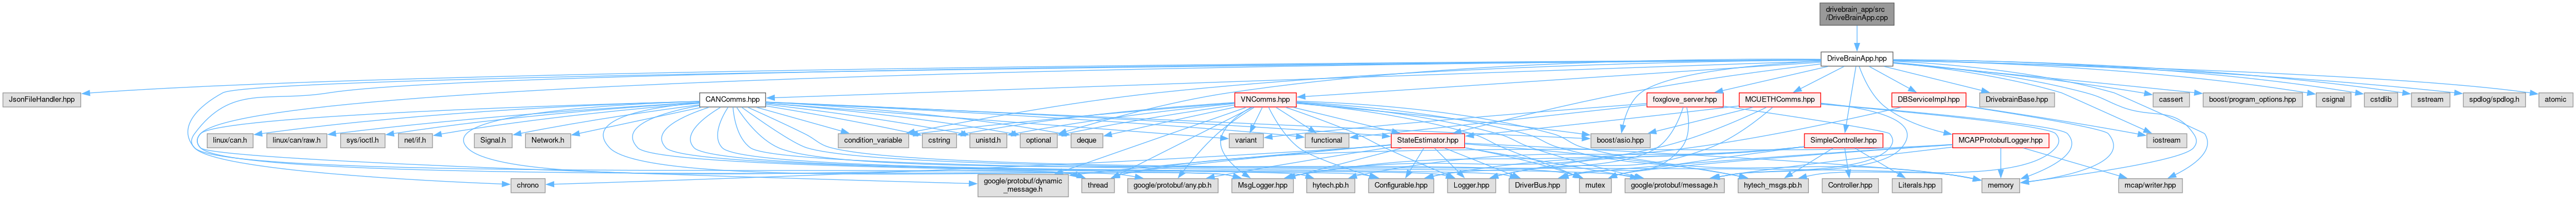 drivebrain_app/src
/DriveBrainApp.cpp
DriveBrainApp.hpp
JsonFileHandler.hpp
CANComms.hpp
VNComms.hpp
foxglove_server.hpp
MCUETHComms.hpp
DBServiceImpl.hpp
DrivebrainBase.hpp
cassert
boost/program_options.hpp
csignal
cstdlib
sstream
spdlog/spdlog.h
atomic
linux/can.h
linux/can/raw.h
sys/ioctl.h
net/if.h
Signal.h
Network.h
condition_variable
cstring
unistd.h
optional
deque
variant
functional
boost/asio.hpp
StateEstimator.hpp
SimpleController.hpp
MCAPProtobufLogger.hpp
iostream
chrono
google/protobuf/dynamic
_message.h
thread
google/protobuf/any.pb.h
MsgLogger.hpp
hytech.pb.h
Configurable.hpp
Logger.hpp
DriverBus.hpp
mutex
google/protobuf/message.h
hytech_msgs.pb.h
Controller.hpp
Literals.hpp
memory
mcap/writer.hpp